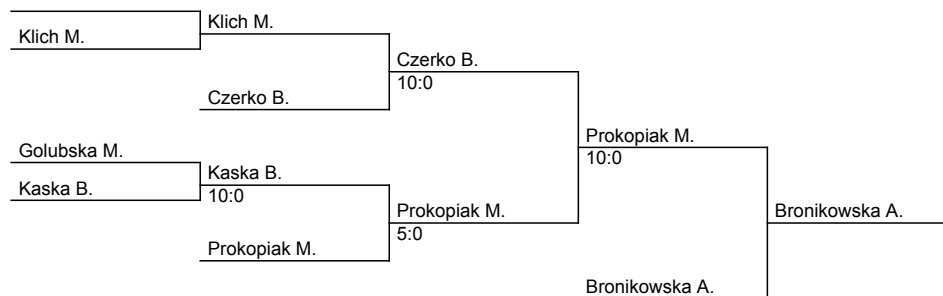 Klich M.
Klich M.
Czerko B.
10:0
Czerko B.
Golubska M.
Kaska B.
Kaska B.
10:0
Prokopiak M.
5:0
Prokopiak M.
Prokopiak M.
10:0
Bronikowska A.
Bronikowska A.